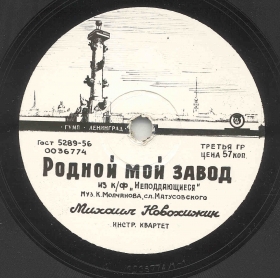 ГУМП - ЛЕНИНГРАД
ГОСТ 5289-56
0036774
ТРЕТЬЯ ГР
ЦЕНА 57 КОП.
РОДНОЙ МОЙ ЗАВОД
ИЗ К/Ф „НЕПОДДАЮЩИЕСЯ"
МУЗ. К. МОЛЧАНОВА, СЛ. МАТУСОВСКОГО
Михаил Новохижин
ИНСТР. КВАРТЕТ